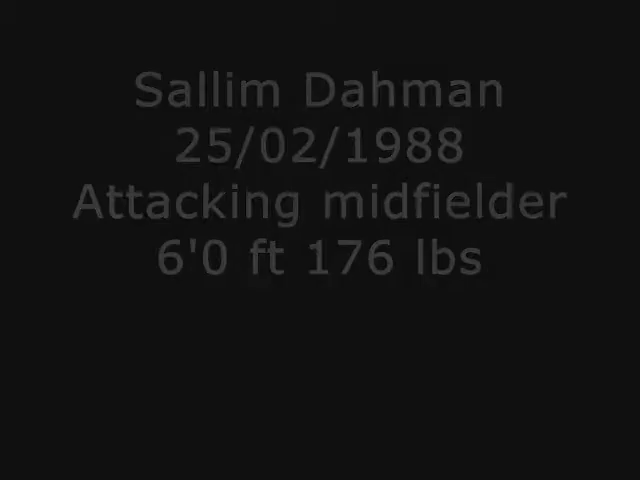 Sallim Dahman
25/02/1988
Attacking midfielder
6'0 ft 176 lbs